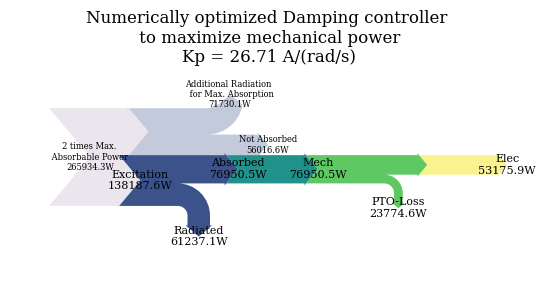 Numerically optimized Damping controller
to maximize mechanical power
Kp = 26.71 A/(rad/s)
Additional Radiation
for Max. Absorption
71730.1W
2 times Max.
Absorbable Power
265934.3W
Not Absorbed
56016.6W
Excitation
138187.6W
Absorbed
76950.5W
Mech
76950.5W
Elec
53175.9W
PTO-Loss
23774.6W
Radiated
61237.1W